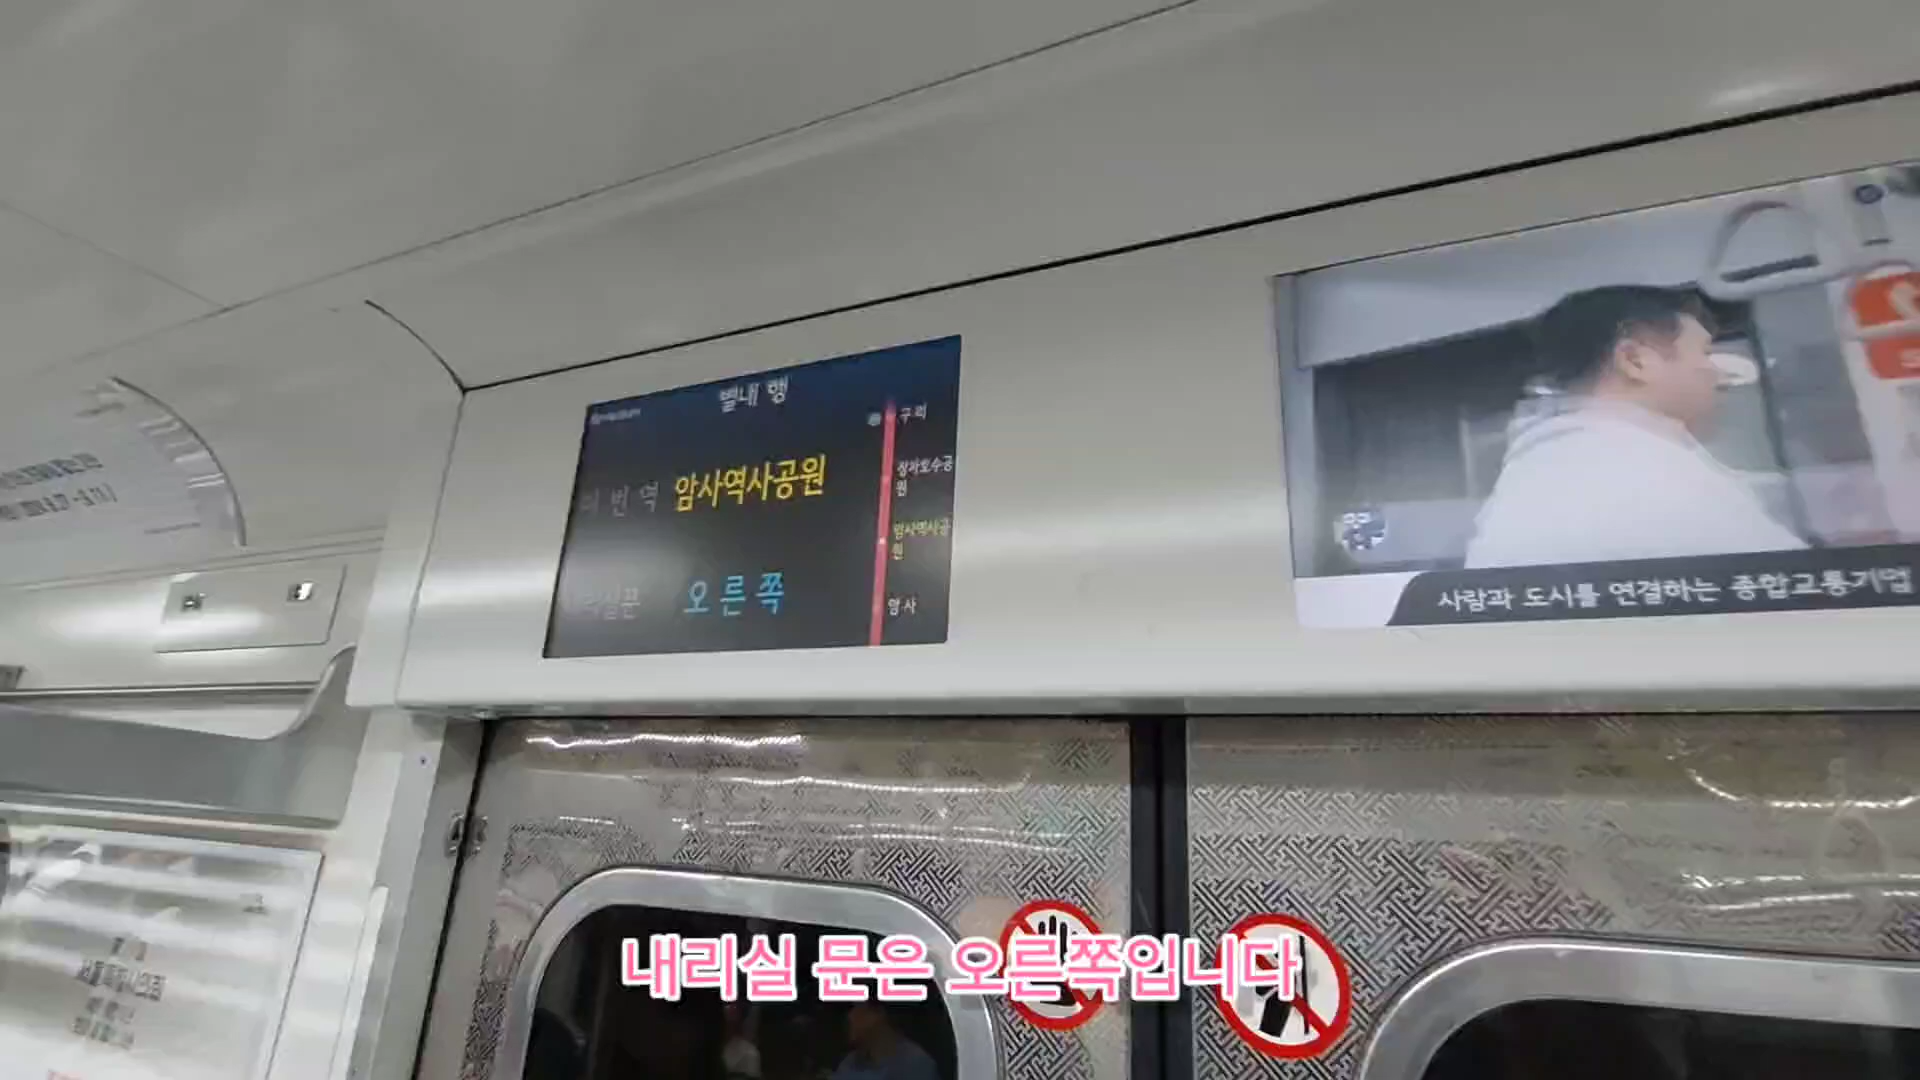 별내 행
이번역 암사역사공원
내리실문 오른쪽
구리
장자호수공
원
암사역사공
원
암사
사람과 도시를 연결하는 종합교통기업
내리실 문은 오른쪽입니다